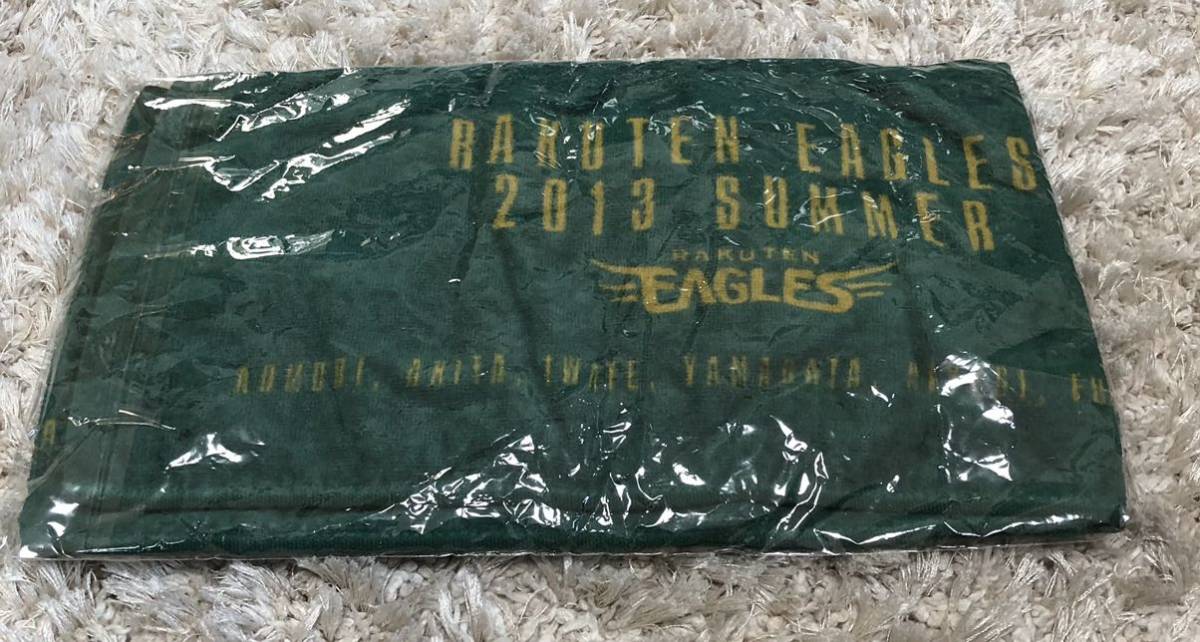 RAKUTEN EAGLES
2013 SUMMER
RAKUTEN
EAGLES
AOMORI, AKITA, IWATE, YAMAGATA,